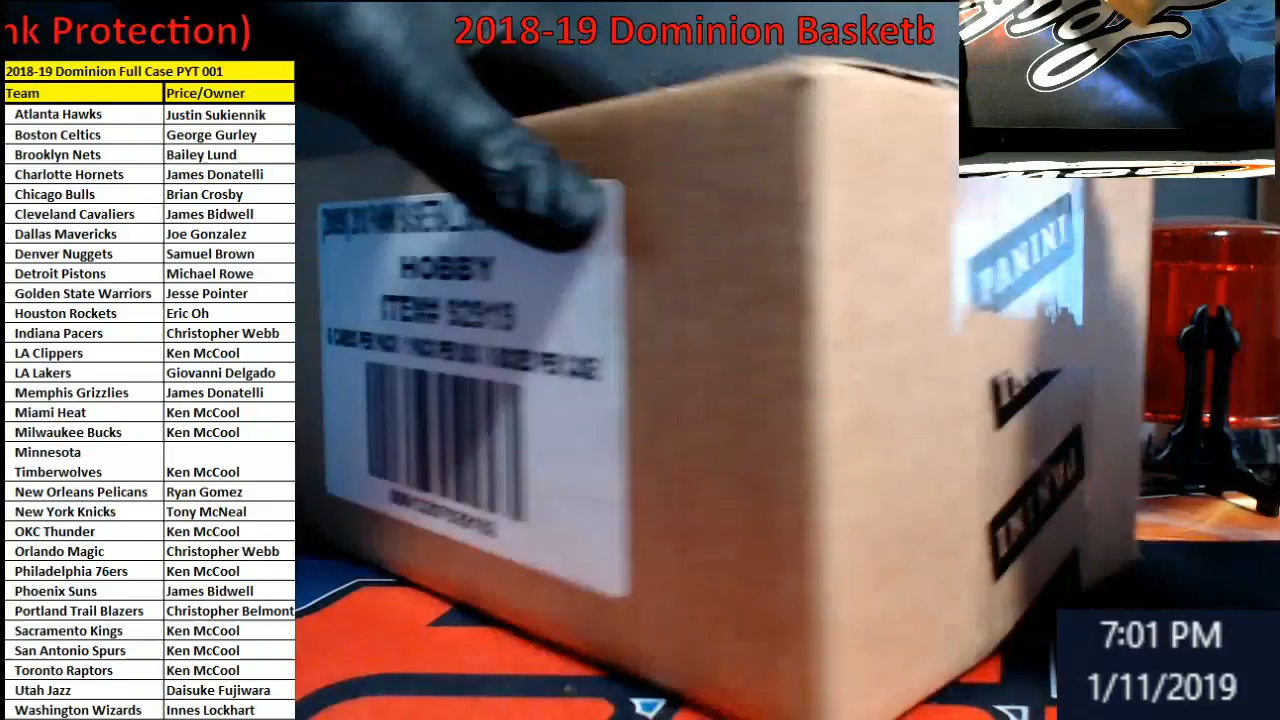 nk Protection)
2018-19 Dominion Basketb
2018-19 Dominion Full Case PYT 001
Team Price/Owner
Atlanta Hawks Justin Sukiennik
Boston Celtics George Gurley
Brooklyn Nets Bailey Lund
Charlotte Hornets James Donatelli
Chicago Bulls Brian Crosby
Cleveland Cavaliers James Bidwell
Dallas Mavericks Joe Gonzalez
Denver Nuggets Samuel Brown
Detroit Pistons Michael Rowe
Golden State Warriors Jesse Pointer
Houston Rockets Eric Oh
Indiana Pacers Christopher Webb
LA Clippers Ken McCool
LA Lakers Giovanni Delgado
Memphis Grizzlies James Donatelli
Miami Heat Ken McCool
Milwaukee Bucks Ken McCool
Minnesota
Timberwolves Ken McCool
New Orleans Pelicans Ryan Gomez
New York Knicks Tony McNeal
OKC Thunder Ken McCool
Orlando Magic Christopher Webb
Philadelphia 76ers Ken McCool
Phoenix Suns James Bidwell
Portland Trail Blazers Christopher Belmont
Sacramento Kings Ken McCool
San Antonio Spurs Ken McCool
Toronto Raptors Ken McCool
Utah Jazz Daisuke Fujiwara
Washington Wizards Innes Lockhart
HOBBY
ITEM#
PANINI
PANINI
7:01 PM
1/11/2019